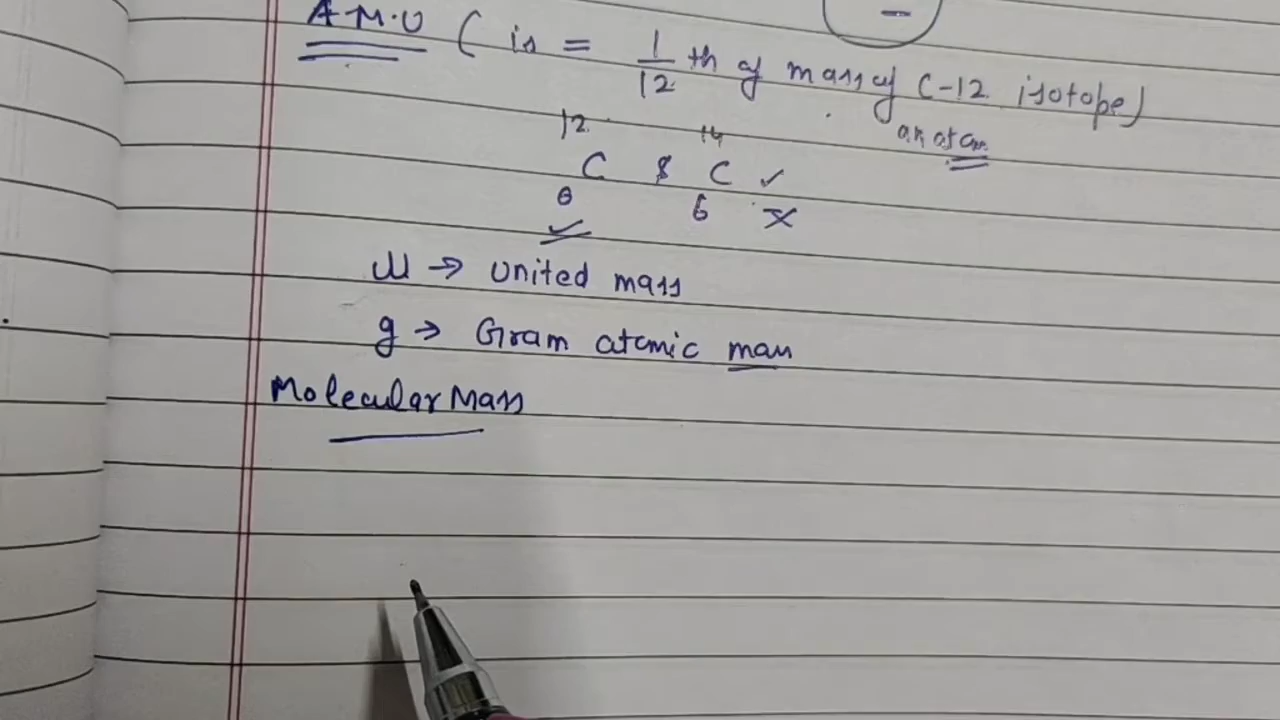 A.M.U ( is = 1/12 th of mass of C-12 isotope)
an atom
12 14
C & C ✓
6 6 ×
u → United mass
g → Gram atomic mass
Molecular Mass